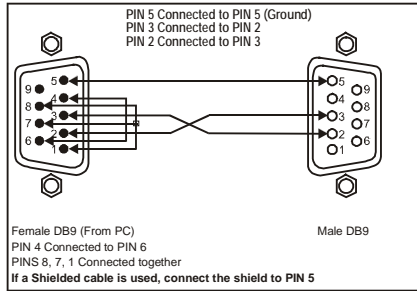 PIN 5 Connected to PIN 5 (Ground)
PIN 3 Connected to PIN 2
PIN 2 Connected to PIN 3
5
9
4
8
3
7
2
6
1
5
9
4
8
3
7
2
6
1
Female DB9 (From PC)
Male DB9
PIN 4 Connected to PIN 6
PINS 8, 7, 1 Connected together
If a Shielded cable is used, connect the shield to PIN 5